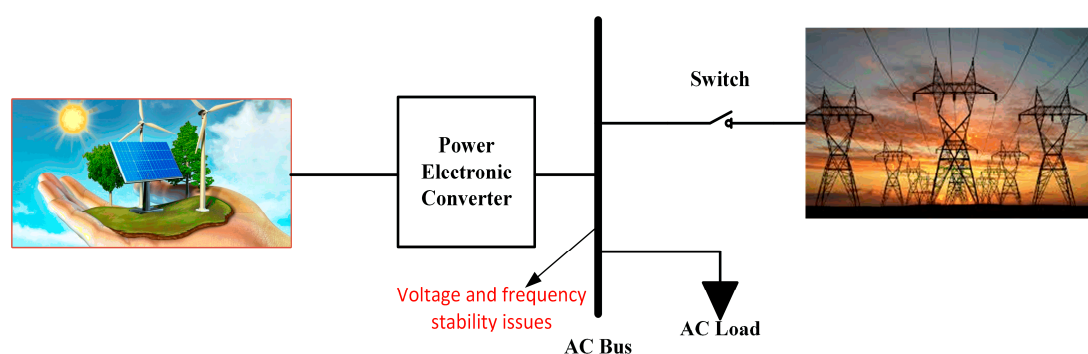 Power
Electronic
Converter
Switch
Voltage and frequency
stability issues
AC Load
AC Bus